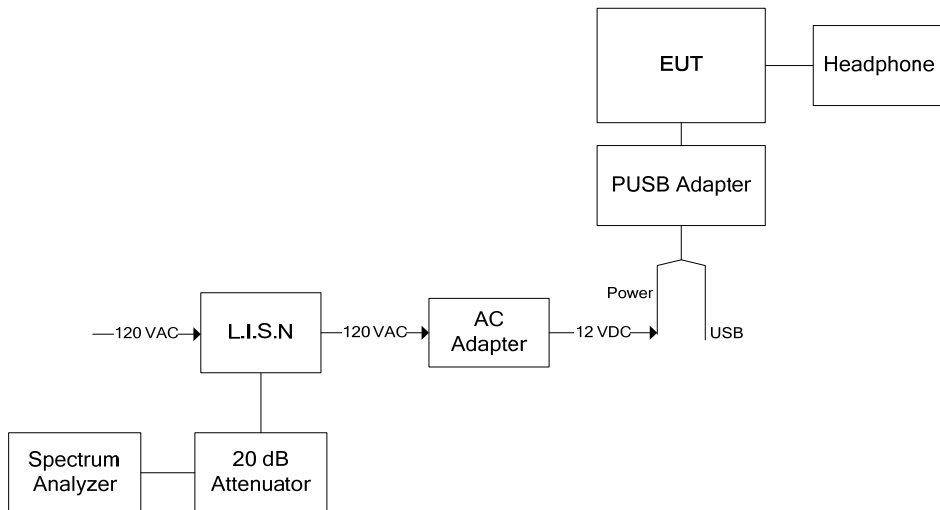 EUT
Headphone
PUSB Adapter
Power
120 VAC
L.I.S.N
120 VAC
AC
Adapter
12 VDC
USB
Spectrum
Analyzer
20 dB
Attenuator